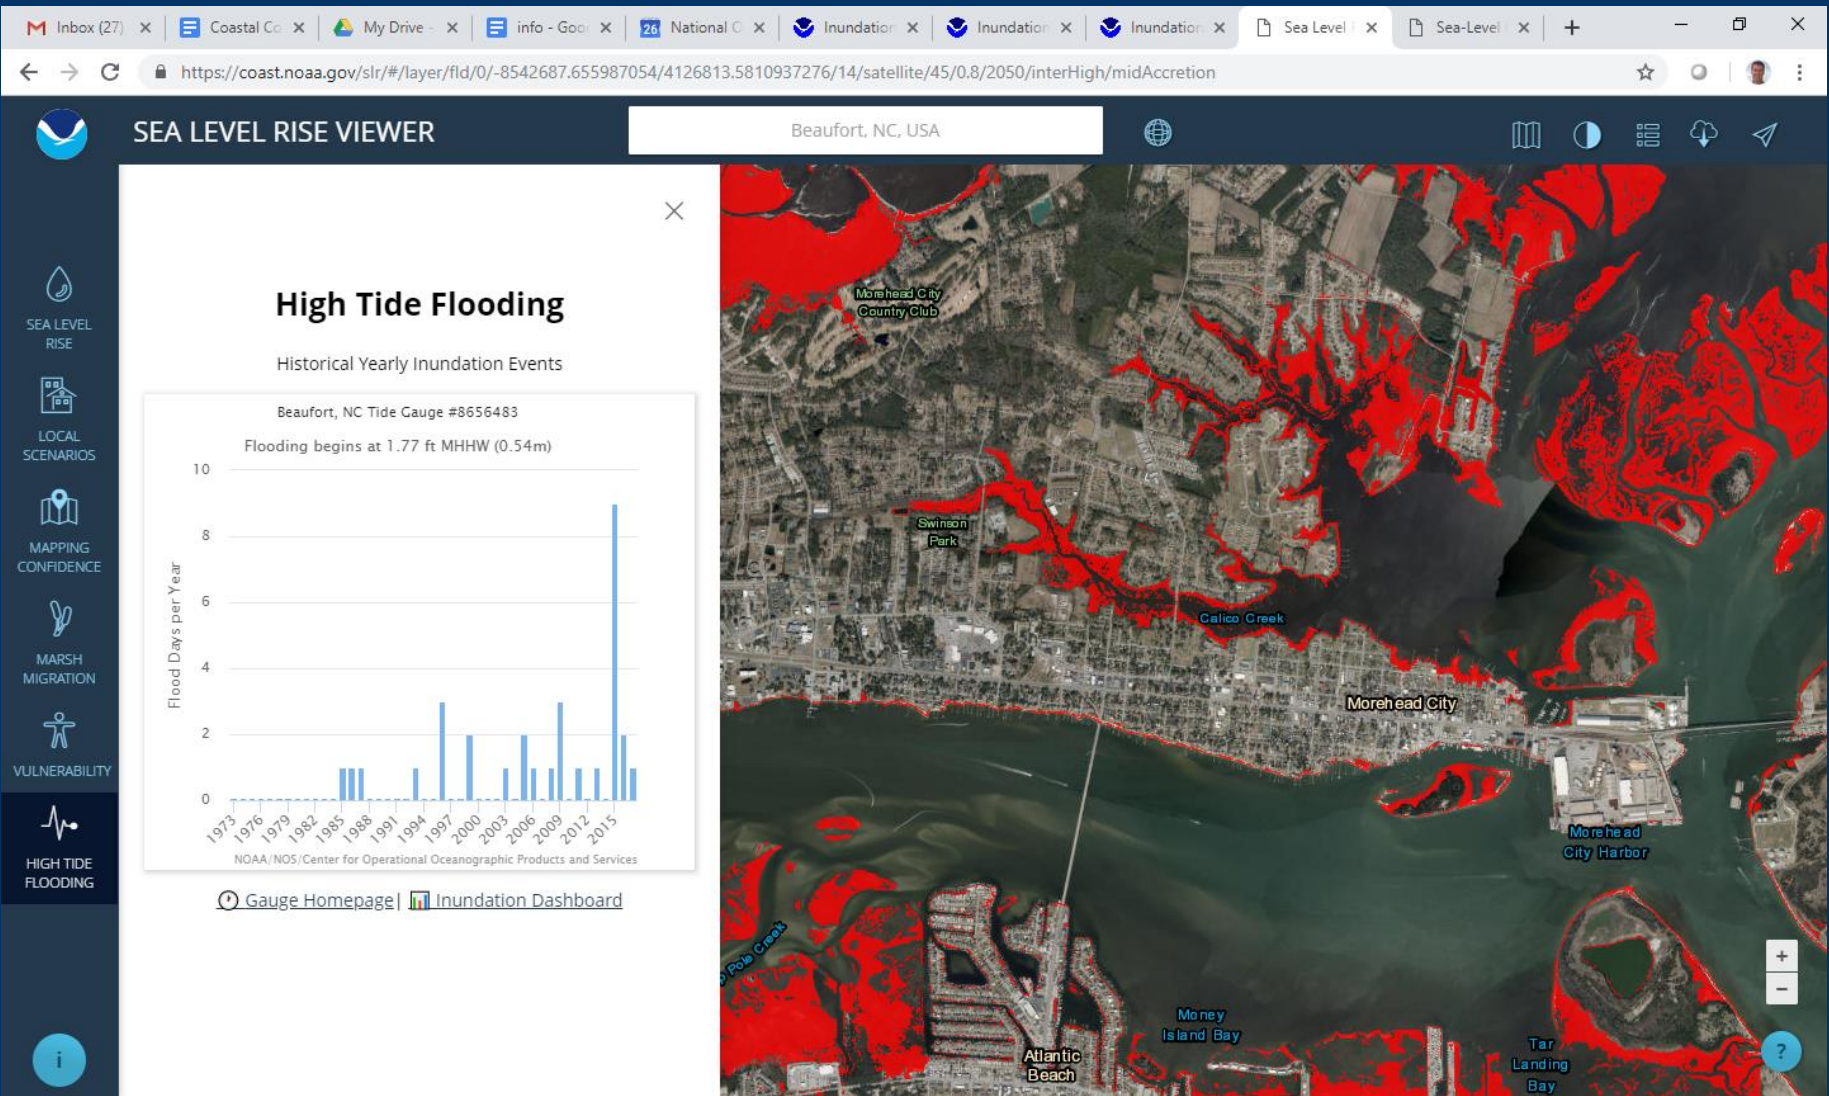 Inbox (27)
Coastal Co
My Drive -
info - Goo
26
National O
Inundation
Inundation
Inundation
Sea Level
Sea-Level
https://coast.noaa.gov/slr/#/layer/fld/0/-8542687.655987054/4126813.5810937276/14/satellite/45/0.8/2050/interHigh/midAccretion
SEA LEVEL RISE VIEWER
Beaufort, NC, USA
SEA LEVEL
RISE
LOCAL
SCENARIOS
MAPPING
CONFIDENCE
MARSH
MIGRATION
VULNERABILITY
HIGH TIDE
FLOODING
i
High Tide Flooding
Historical Yearly Inundation Events
Beaufort, NC Tide Gauge #8656483
Flooding begins at 1.77 ft MHHW (0.54m)
Flood Days per Year
10
8
6
4
2
0
1973 1976 1979 1982 1985 1988 1991 1994 1997 2000 2003 2006 2009 2012 2015
NOAA/NOS/Center for Operational Oceanographic Products and Services
Gauge Homepage| Inundation Dashboard
Morehead City
Country Club
Swinson
Park
Calico Creek
Morehead City
Morehead
City Harbor
Pole Creek
Money
Island Bay
Atlantic
Beach
Tar
Landing
Bay
+
−
?